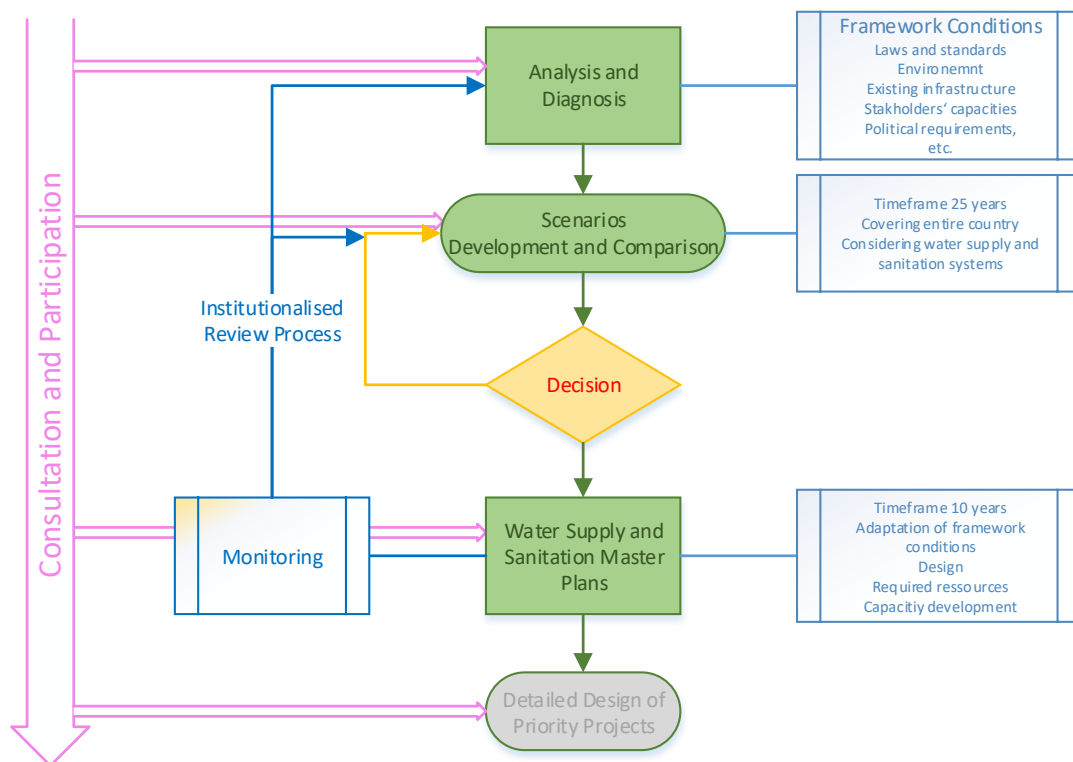 Consultation and Participation
Analysis and
Diagnosis
Framework Conditions
Laws and standards
Environemnt
Existing infrastructure
Stakholders‘ capacities
Political requirements,
etc.
Scenarios
Development and Comparison
Timeframe 25 years
Covering entire country
Considering water supply and
sanitation systems
Institutionalised
Review Process
Decision
Monitoring
Water Supply and
Sanitation Master
Plans
Timeframe 10 years
Adaptation of framework
conditions
Design
Required ressources
Capacitiy development
Detailed Design of
Priority Projects